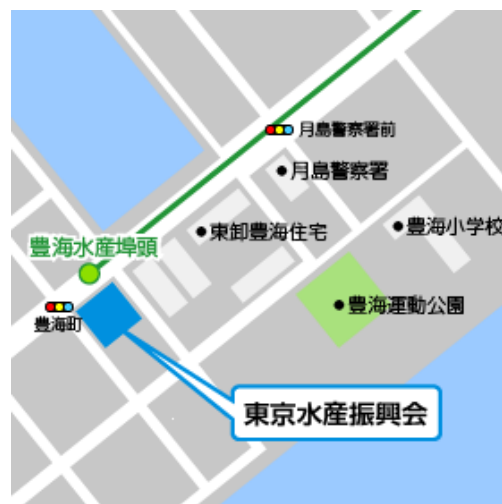 月島警察署前
月島警察署
豊海小学校
東卸豊海住宅
豊海水産埠頭
豊海運動公園
豊海町
東京水産振興会